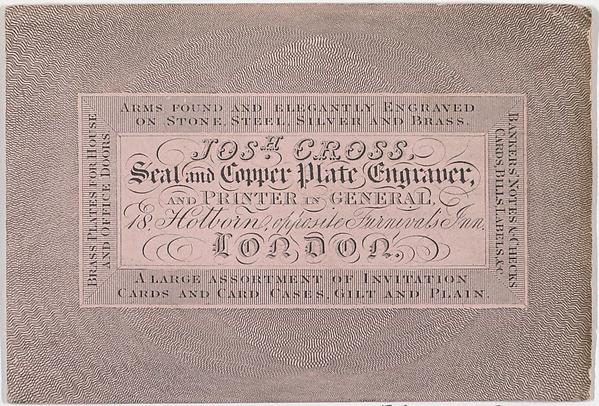 ARMS FOUND AND ELEGANTLY ENGRAVED
ON STONE, STEEL, SILVER AND BRASS.
BRASS PLATES FOR HOUSE
AND OFFICE DOORS
JOSH. CROSS,
Seal and Copper Plate Engraver,
AND PRINTER IN GENERAL,
18, Holborn, opposite Furnivals Inn,
LONDON,
BANKERS' NOTES & CHECKS
CARDS, BILLS, LABELS, &c.
A LARGE ASSORTMENT OF INVITATION
CARDS AND CARD CASES, GILT AND PLAIN.